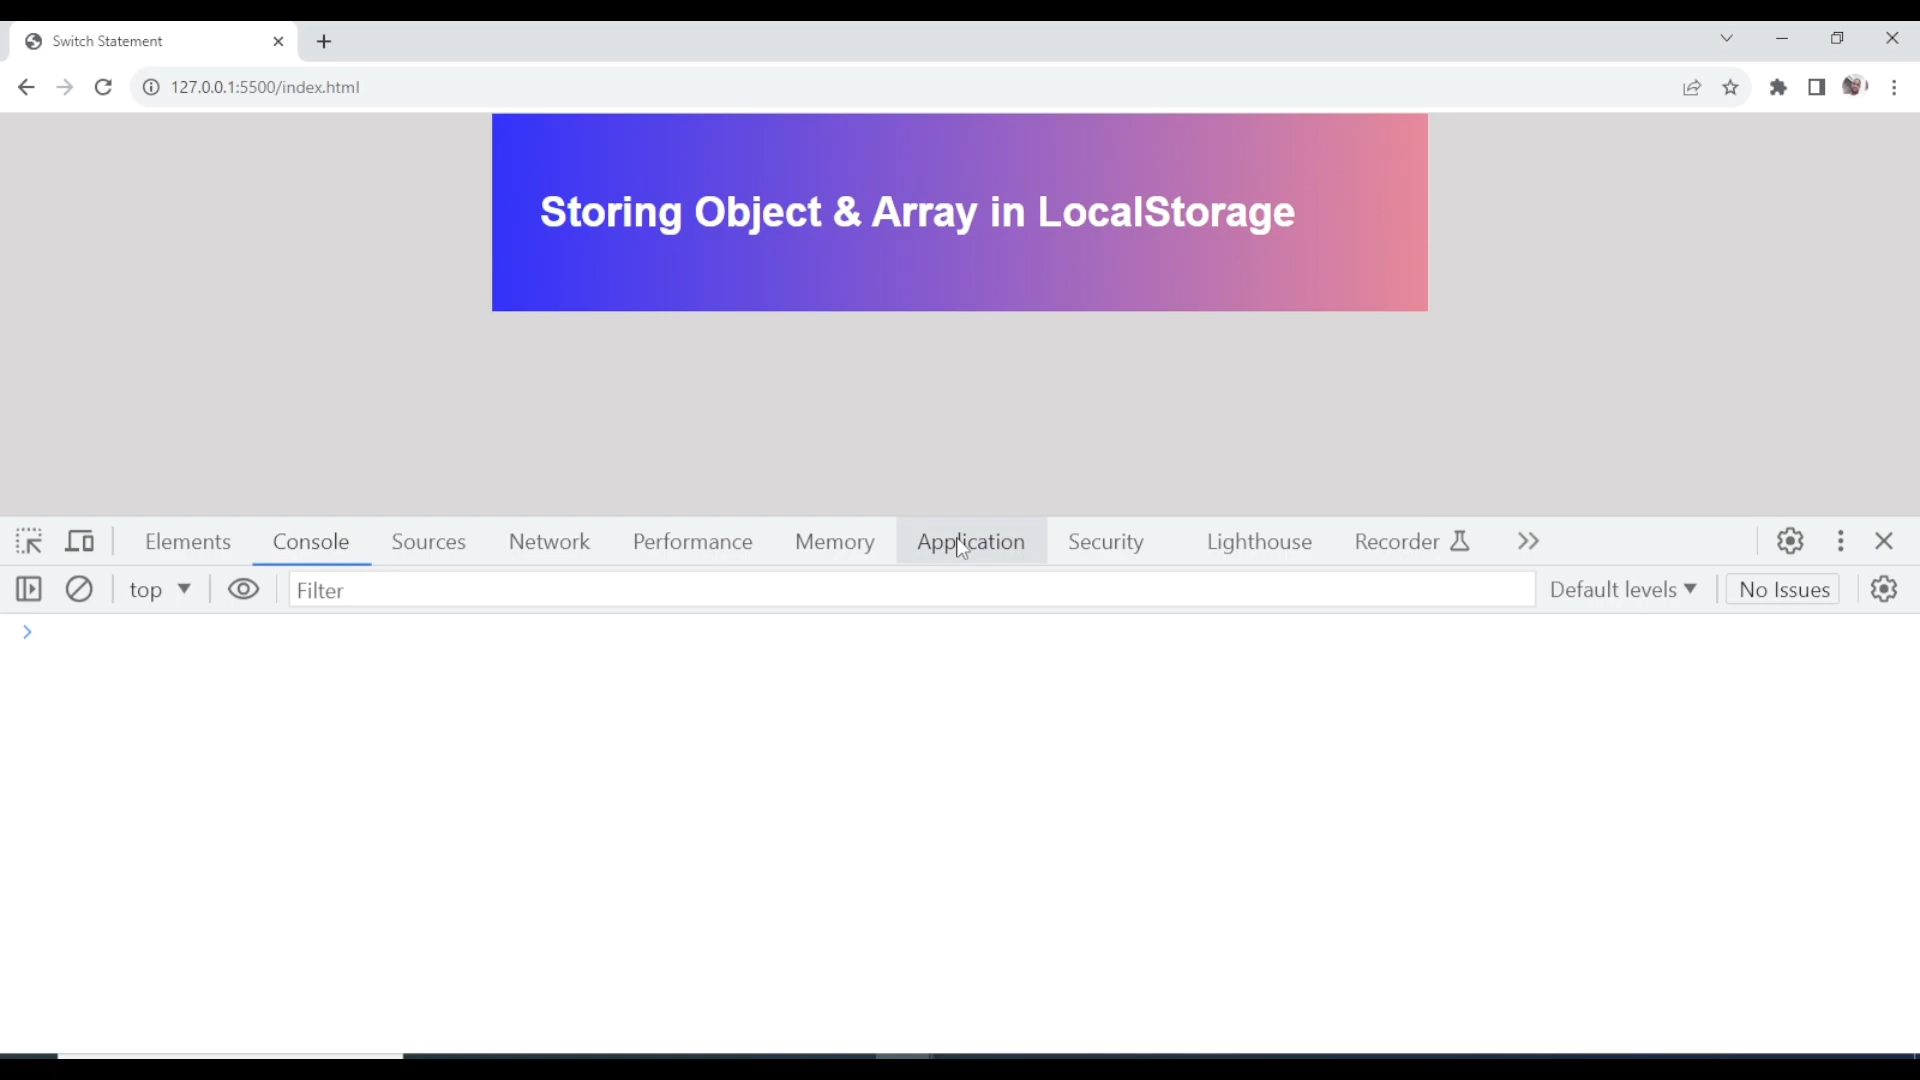 Switch Statement
127.0.0.1:5500/index.html
Storing Object & Array in LocalStorage
Elements Console Sources Network Performance Memory Application Security Lighthouse Recorder
top Filter Default levels No Issues